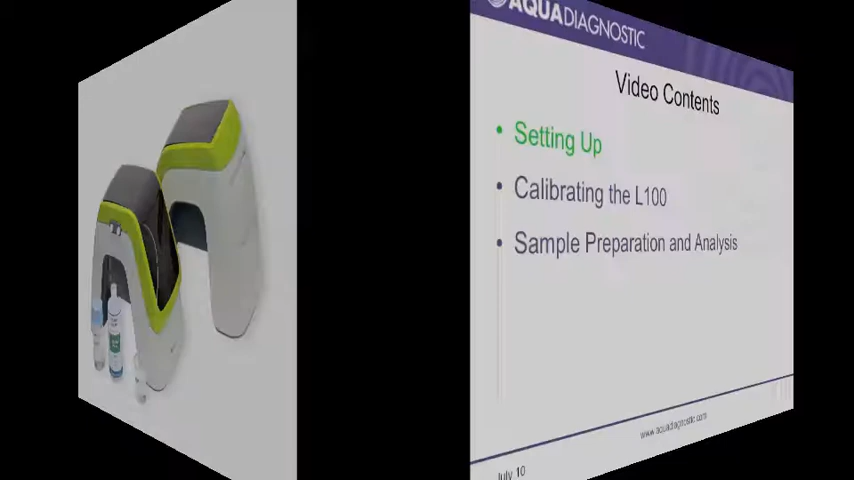 AQUADIAGNOSTIC
Video Contents
• Setting Up
• Calibrating the L100
• Sample Preparation and Analysis
www.aquadiagnostic.com
July 10